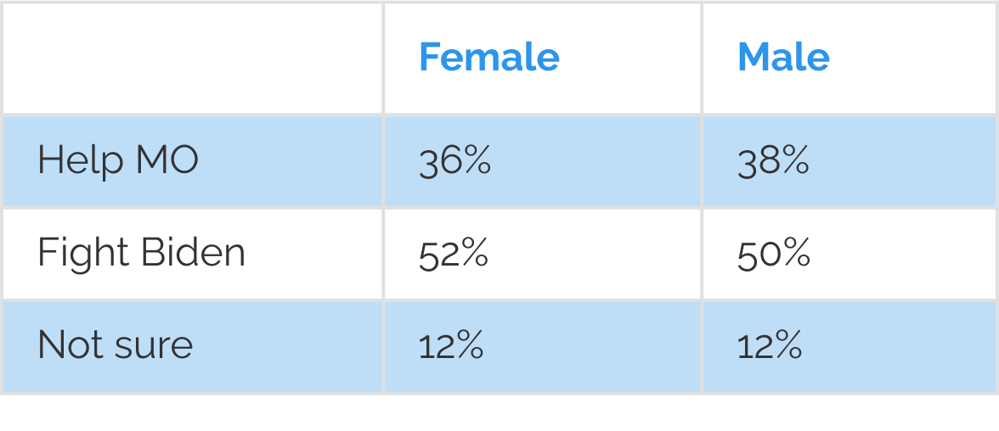 Female Male
Help MO 36% 38%
Fight Biden 52% 50%
Not sure 12% 12%